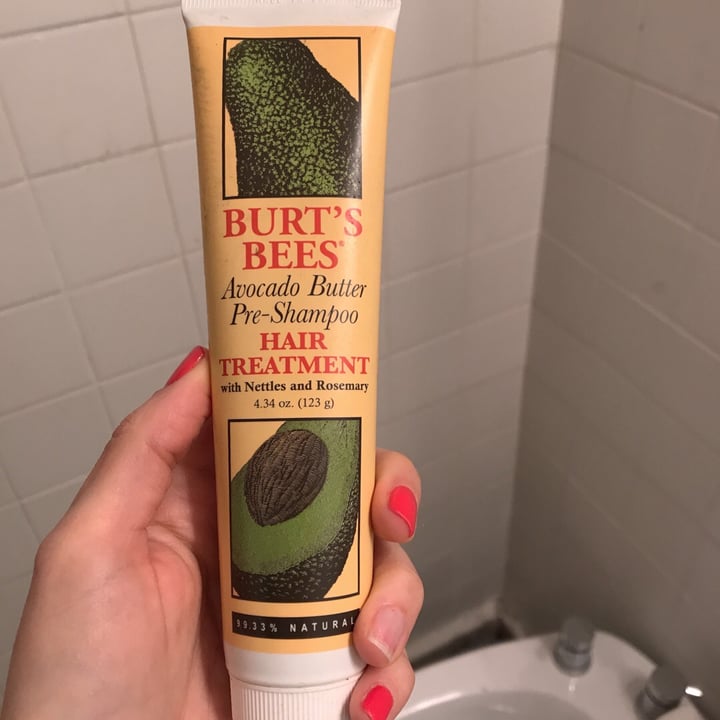 BURT'S
BEES®
Avocado Butter
Pre-Shampoo
HAIR
TREATMENT
with Nettles and Rosemary
4.34 oz. (123 g)
99.33% NATURAL